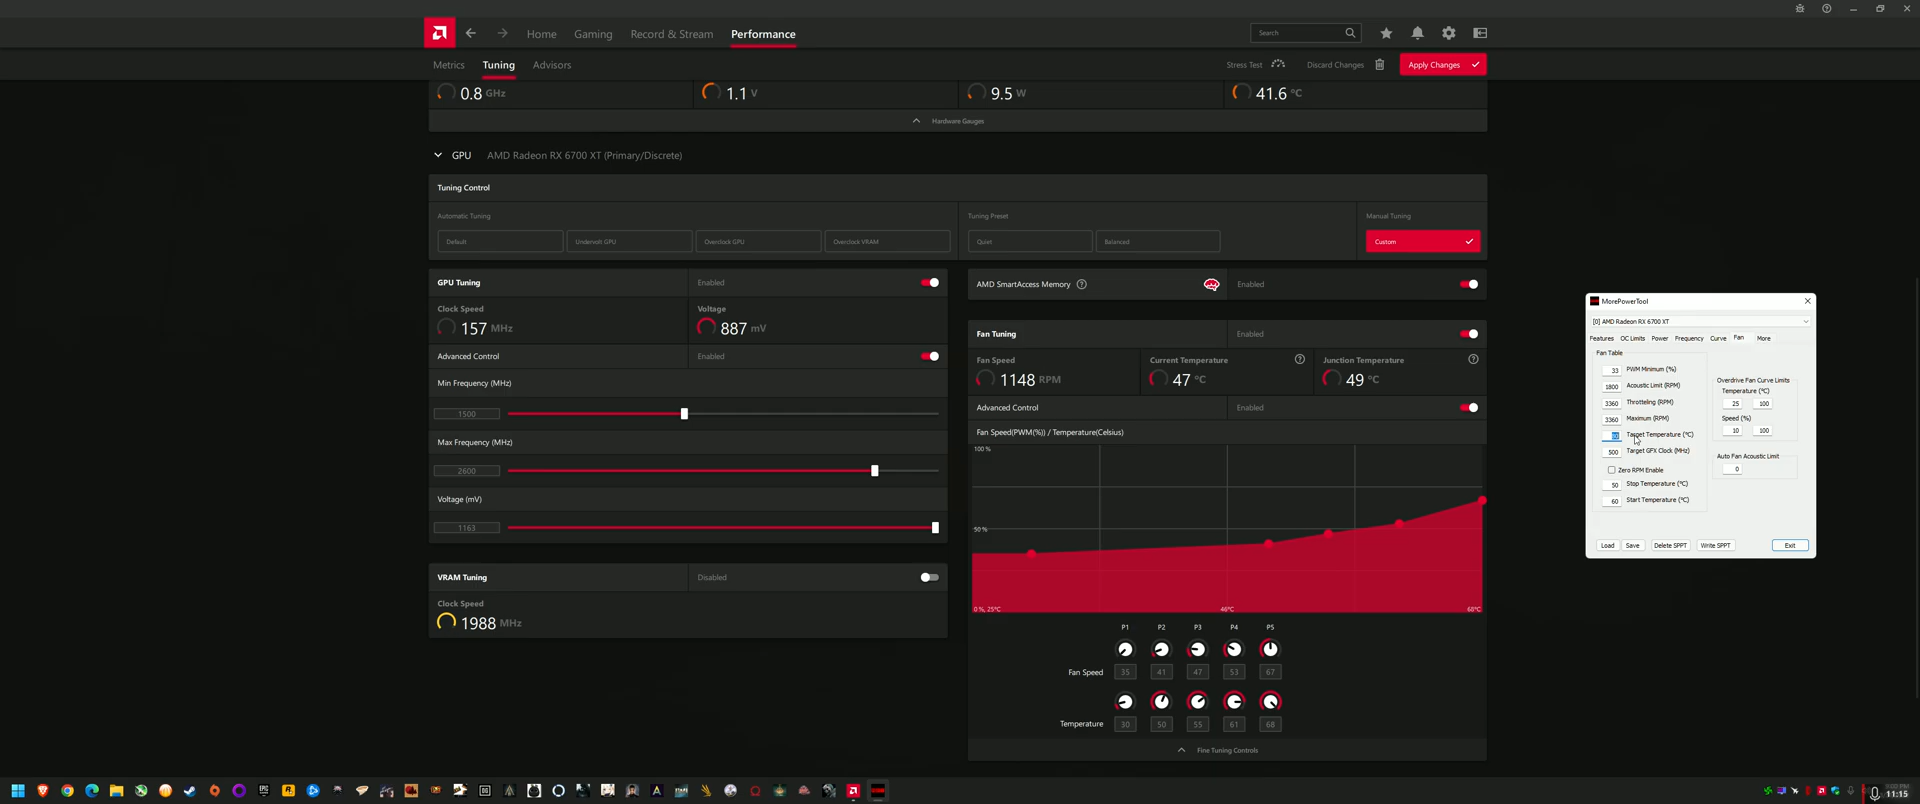 Home Gaming Record & Stream Performance Search
Metrics Tuning Advisors Stress Test Discard Changes Apply Changes
0.8 GHz 1.1 V 9.5 W 41.6 °C
Hardware Gauges
GPU AMD Radeon RX 6700 XT (Primary/Discrete)
Tuning Control
Automatic Tuning Tuning Preset Manual Tuning
Default Undervolt GPU Overclock GPU Overclock VRAM Quiet Balanced Custom
GPU Tuning Enabled
Clock Speed Voltage
157 MHz 887 mV
Advanced Control Enabled
Min Frequency (MHz)
1500
Max Frequency (MHz)
2600
Voltage (mV)
1163
VRAM Tuning Disabled
Clock Speed
1988 MHz
AMD SmartAccess Memory Enabled
Fan Tuning Enabled
Fan Speed Current Temperature Junction Temperature
1148 RPM 47 °C 49 °C
Advanced Control Enabled
Fan Speed(PWM(%)) / Temperature(Celsius)
100 %
50 %
0 %, 25°C 46°C 68°C
P1 P2 P3 P4 P5
Fan Speed 35 41 47 53 67
Temperature 30 50 55 61 68
Fine Tuning Controls
MorePowerTool
[0] AMD Radeon RX 6700 XT
Features OC Limits Power Frequency Curve Fan More
Fan Table
33 PWM Minimum (%)
1800 Acoustic Limit (RPM)
3360 Throttling (RPM)
3360 Maximum (RPM)
Target Temperature (°C)
500 Target GFX Clock (MHz)
Zero RPM Enable
50 Stop Temperature (°C)
60 Start Temperature (°C)
Overdrive Fan Curve Limits
Temperature (°C)
25 100
Speed (%)
10 100
Auto Fan Acoustic Limit
0
Load Save Delete SPPT Write SPPT Exit
11:15